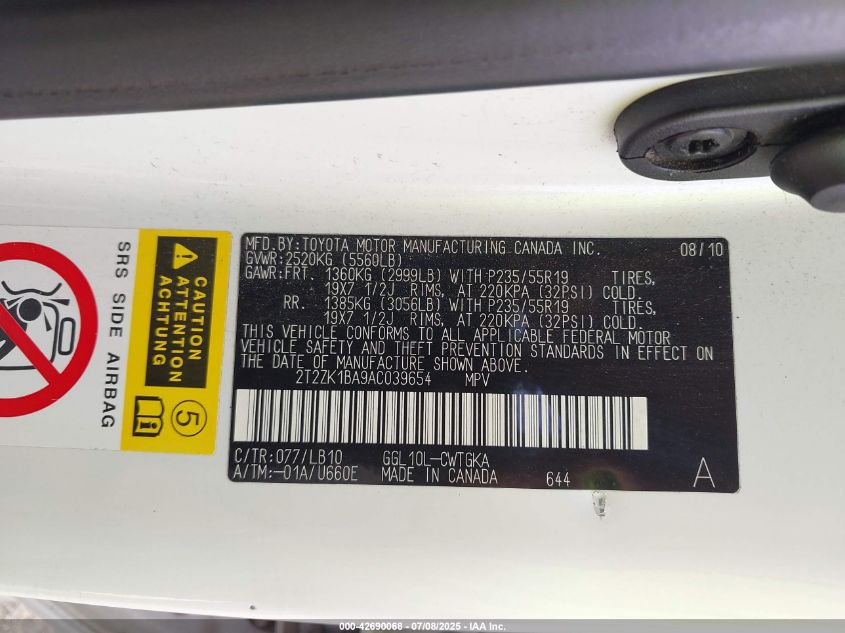 MFD.BY:TOYOTA MOTOR MANUFACTURING CANADA INC. 08/10
GVWR:2520KG (5560LB)
GAWR:FRT. 1360KG (2999LB) WITH P235/55R19 TIRES,
19X7 1/2J RIMS, AT 220KPA (32PSI) COLD.
RR. 1385KG (3056LB) WITH P235/55R19 TIRES,
19X7 1/2J RIMS, AT 220KPA (32PSI) COLD.
THIS VEHICLE CONFORMS TO ALL APPLICABLE FEDERAL MOTOR
VEHICLE SAFETY AND THEFT PREVENTION STANDARDS IN EFFECT ON
THE DATE OF MANUFACTURE SHOWN ABOVE.
2T2ZK1BA9AC039654 MPV
C/TR:077/LB10 GGL10L-CWTGKA
A/TM:-01A/U660E MADE IN CANADA 644 A
SRS SIDE AIRBAG
CAUTION
ATTENTION
ACHTUNG
5
000-42690068 - 07/08/2025 - IAA Inc.